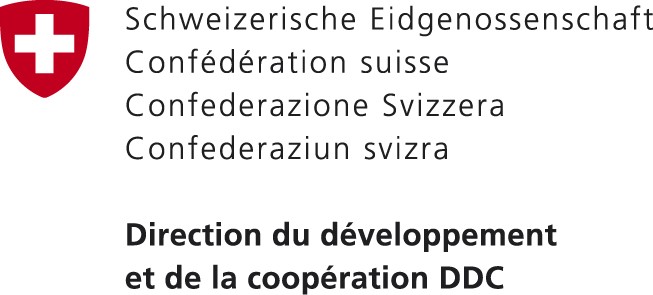 Schweizerische Eidgenossenschaft
Confédération suisse
Confederazione Svizzera
Confederaziun svizra
Direction du développement
et de la coopération DDC